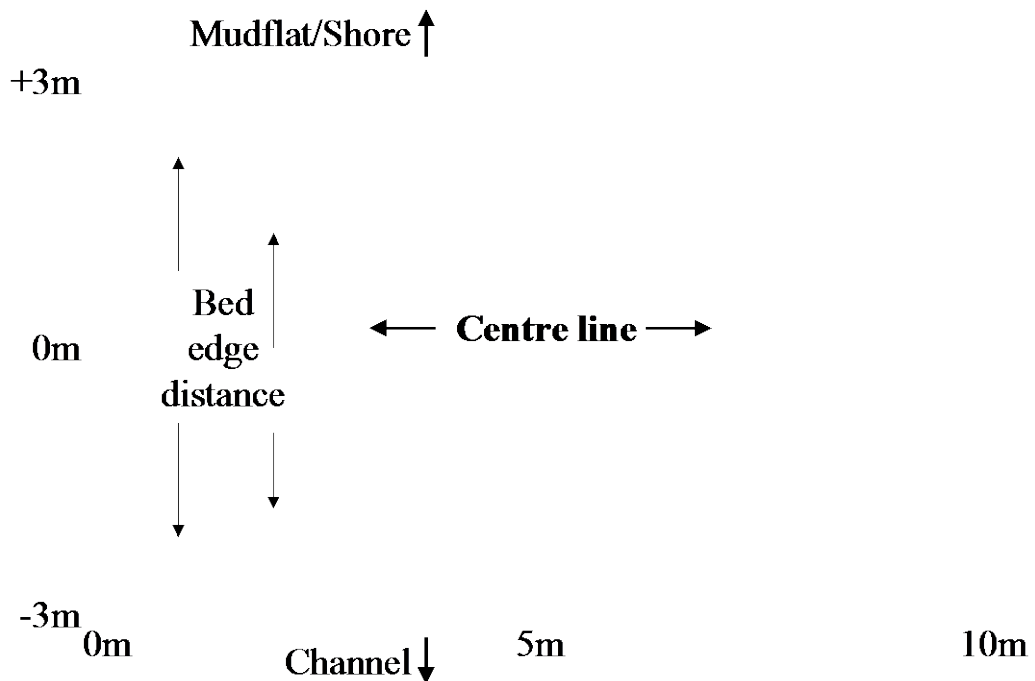 Mudflat/Shore
+3m
Bed
edge
distance
0m
Centre line
-3m
0m
5m
10m
Channel